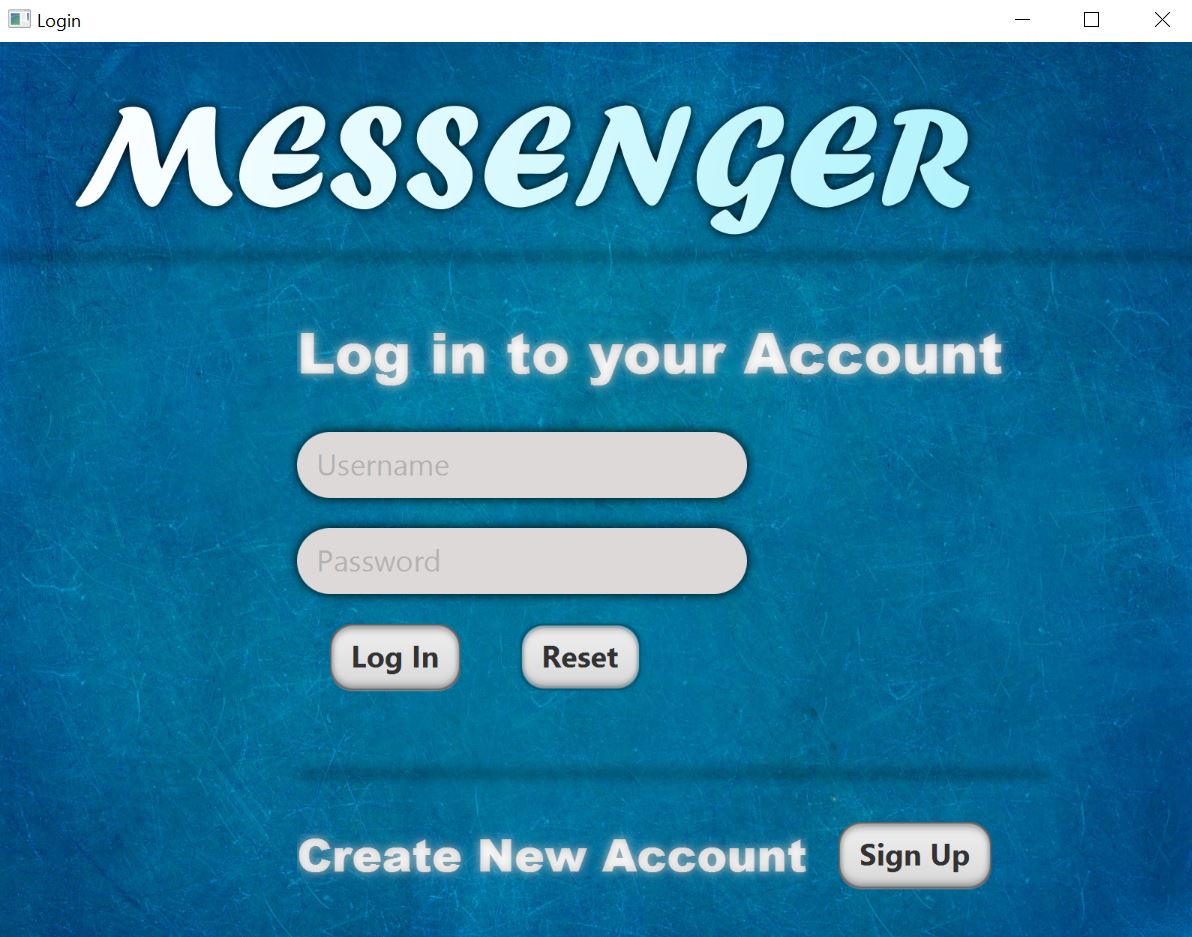 Login
MESSENGER
Log in to your Account
Username
Password
Log In Reset
Create New Account Sign Up